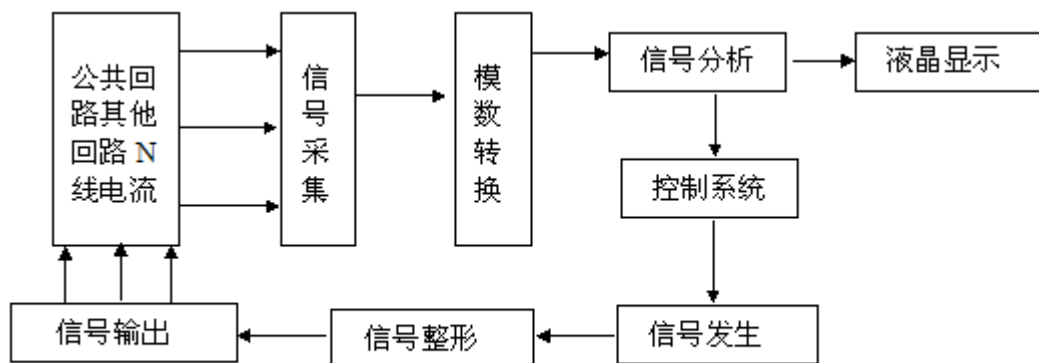 公共回
路其他
回路 N
线电流
信
号
采
集
模
数
转
换
信号分析
液晶显示
控制系统
信号输出
信号整形
信号发生